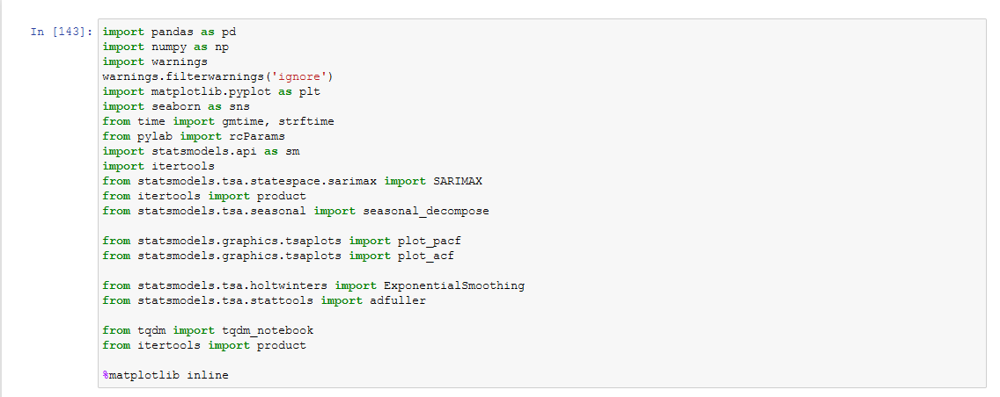 In [143]: import pandas as pd
import numpy as np
import warnings
warnings.filterwarnings('ignore')
import matplotlib.pyplot as plt
import seaborn as sns
from time import gmtime, strftime
from pylab import rcParams
import statsmodels.api as sm
import itertools
from statsmodels.tsa.statespace.sarimax import SARIMAX
from itertools import product
from statsmodels.tsa.seasonal import seasonal_decompose
from statsmodels.graphics.tsaplots import plot_pacf
from statsmodels.graphics.tsaplots import plot_acf
from statsmodels.tsa.holtwinters import ExponentialSmoothing
from statsmodels.tsa.stattools import adfuller
from tqdm import tqdm_notebook
from itertools import product
%matplotlib inline